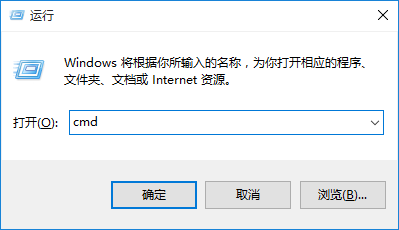 运行
Windows 将根据你所输入的名称，为你打开相应的程序、
文件夹、文档或 Internet 资源。
打开(O): cmd
确定 取消 浏览(B)...